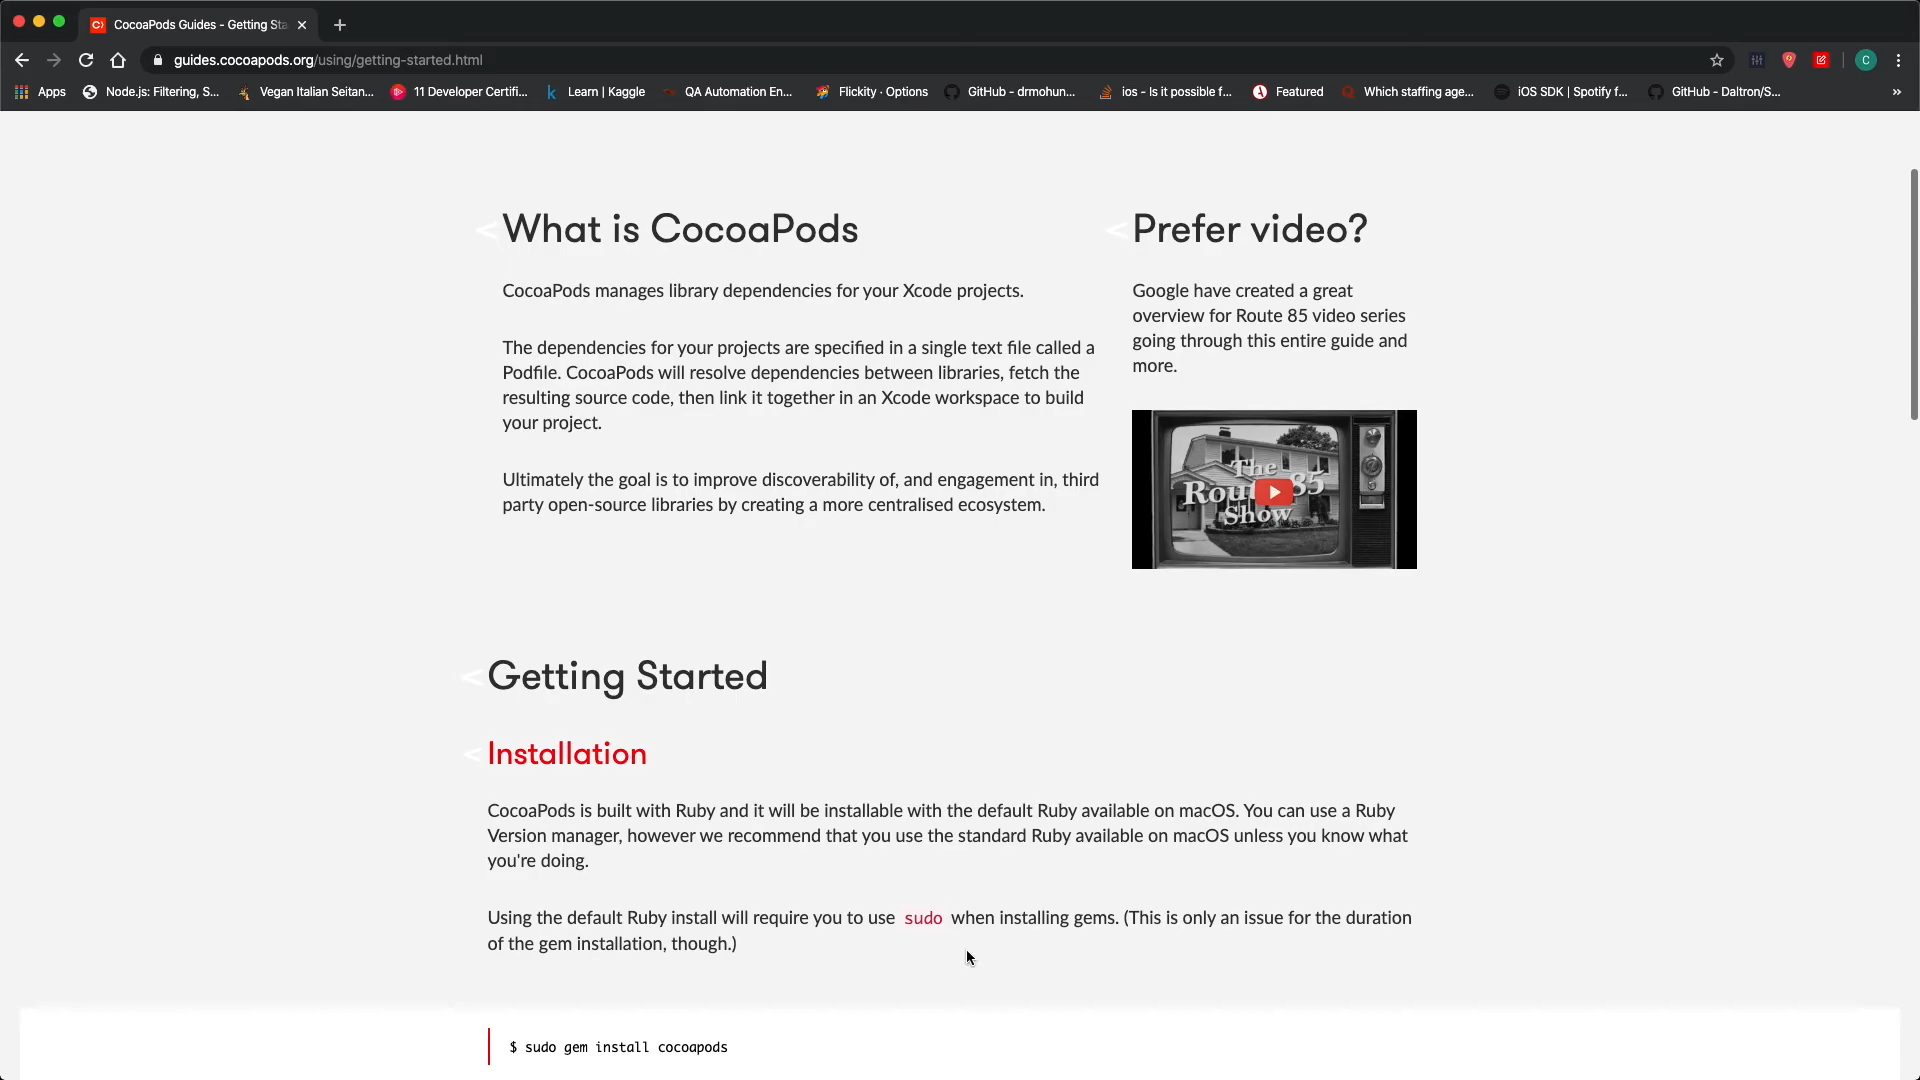 CocoaPods Guides - Getting Sta
guides.cocoapods.org/using/getting-started.html
C
Apps
Node.js: Filtering, S...
Vegan Italian Seitan...
11 Developer Certifi...
Learn | Kaggle
QA Automation En...
Flickity · Options
GitHub - drmohun...
ios - Is it possible f...
Featured
Which staffing age...
iOS SDK | Spotify f...
GitHub - Daltron/S...
»
What is CocoaPods
CocoaPods manages library dependencies for your Xcode projects.
The dependencies for your projects are specified in a single text file called a
Podfile. CocoaPods will resolve dependencies between libraries, fetch the
resulting source code, then link it together in an Xcode workspace to build
your project.
Ultimately the goal is to improve discoverability of, and engagement in, third
party open-source libraries by creating a more centralised ecosystem.
Prefer video?
Google have created a great
overview for Route 85 video series
going through this entire guide and
more.
The
Route 85
Show
Getting Started
Installation
CocoaPods is built with Ruby and it will be installable with the default Ruby available on macOS. You can use a Ruby
Version manager, however we recommend that you use the standard Ruby available on macOS unless you know what
you're doing.
Using the default Ruby install will require you to use sudo when installing gems. (This is only an issue for the duration
of the gem installation, though.)
$ sudo gem install cocoapods